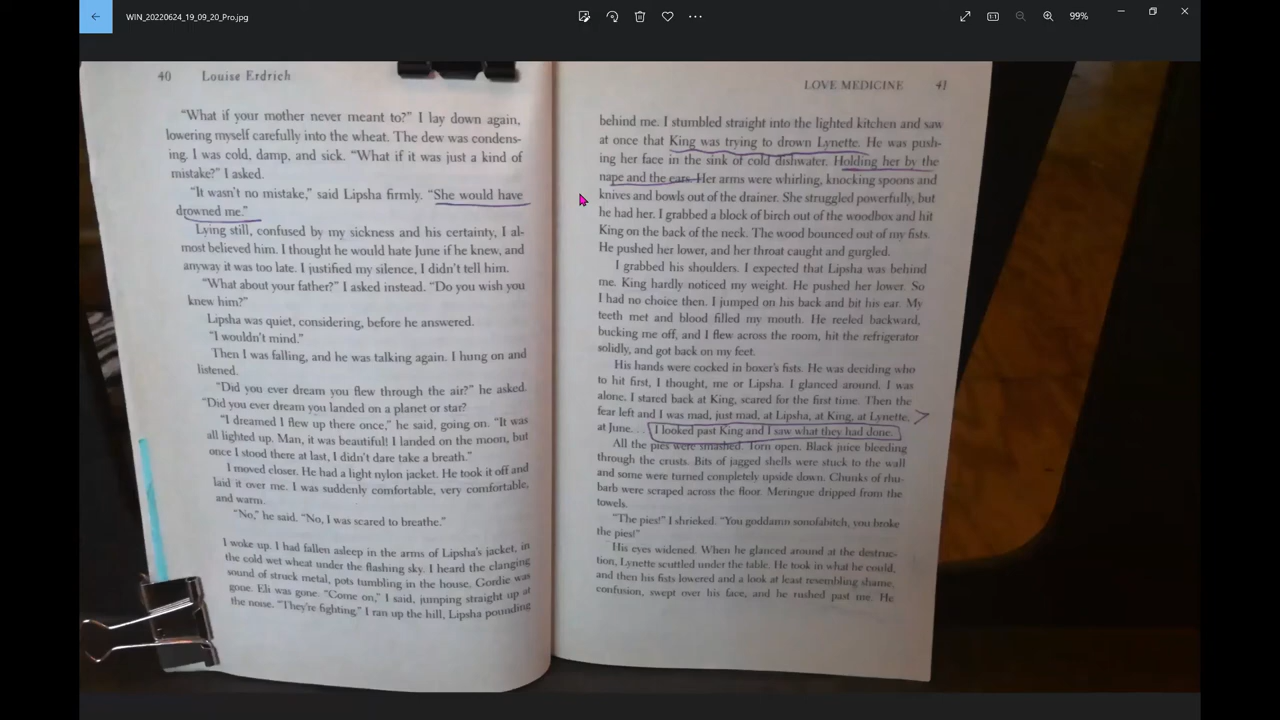 WIN_20220624_19_09_20_Pro.jpg
99%
40 Louise Erdrich
"What if your mother never meant to?" I lay down again,
lowering myself carefully into the wheat. The dew was condens-
ing. I was cold, damp, and sick. "What if it was just a kind of
mistake?" I asked.
"It wasn't no mistake," said Lipsha firmly. "She would have
drowned me."
Lying still, confused by my sickness and his certainty, I al-
most believed him. I thought he would hate June if he knew, and
anyway it was too late. I justified my silence, I didn't tell him.
"What about your father?" I asked instead. "Do you wish you
knew him?"
Lipsha was quiet, considering, before he answered.
"I wouldn't mind."
Then I was falling, and he was talking again. I hung on and
listened.
"Did you ever dream you flew through the air?" he asked.
"Did you ever dream you landed on a planet or star?
"I dreamed I flew up there once," he said, going on. "It was
all lighted up. Man, it was beautiful! I landed on the moon, but
once I stood there at last, I didn't dare take a breath."
I moved closer. He had a light nylon jacket. He took it off and
laid it over me. I was suddenly comfortable, very comfortable,
and warm.
"No," he said. "No, I was scared to breathe."
I woke up. I had fallen asleep in the arms of Lipsha's jacket, in
the cold wet wheat under the flashing sky. I heard the clanging
sound of struck metal, pots tumbling in the house. Gordie was
gone. Eli was gone. "Come on," I said, jumping straight up at
the noise. "They're fighting." I ran up the hill, Lipsha pounding
LOVE MEDICINE 41
behind me. I stumbled straight into the lighted kitchen and saw
at once that King was trying to drown Lynette. He was push-
ing her face in the sink of cold dishwater. Holding her by the
nape and the ears. Her arms were whirling, knocking spoons and
knives and bowls out of the drainer. She struggled powerfully, but
he had her. I grabbed a block of birch out of the woodbox and hit
King on the back of the neck. The wood bounced out of my fists.
He pushed her lower, and her throat caught and gurgled.
I grabbed his shoulders. I expected that Lipsha was behind
me. King hardly noticed my weight. He pushed her lower. So
I had no choice then. I jumped on his back and bit his ear. My
teeth met and blood filled my mouth. He reeled backward,
bucking me off, and I flew across the room, hit the refrigerator
solidly, and got back on my feet.
His hands were cocked in boxer's fists. He was deciding who
to hit first, I thought, me or Lipsha. I glanced around. I was
alone. I stared back at King, scared for the first time. Then the
fear left and I was mad, just mad, at Lipsha, at King, at Lynette,
at June. . . I looked past King and I saw what they had done.
All the pies were smashed. Torn open. Black juice bleeding
through the crusts. Bits of jagged shells were stuck to the wall
and some were turned completely upside down. Chunks of rhu-
barb were scraped across the floor. Meringue dripped from the
towels.
"The pies!" I shrieked. "You goddamn sonofabitch, you broke
the pies!"
His eyes widened. When he glanced around at the destruc-
tion, Lynette scuttled under the table. He took in what he could,
and then his fists lowered and a look at least resembling shame,
confusion, swept over his face, and he rushed past me. He